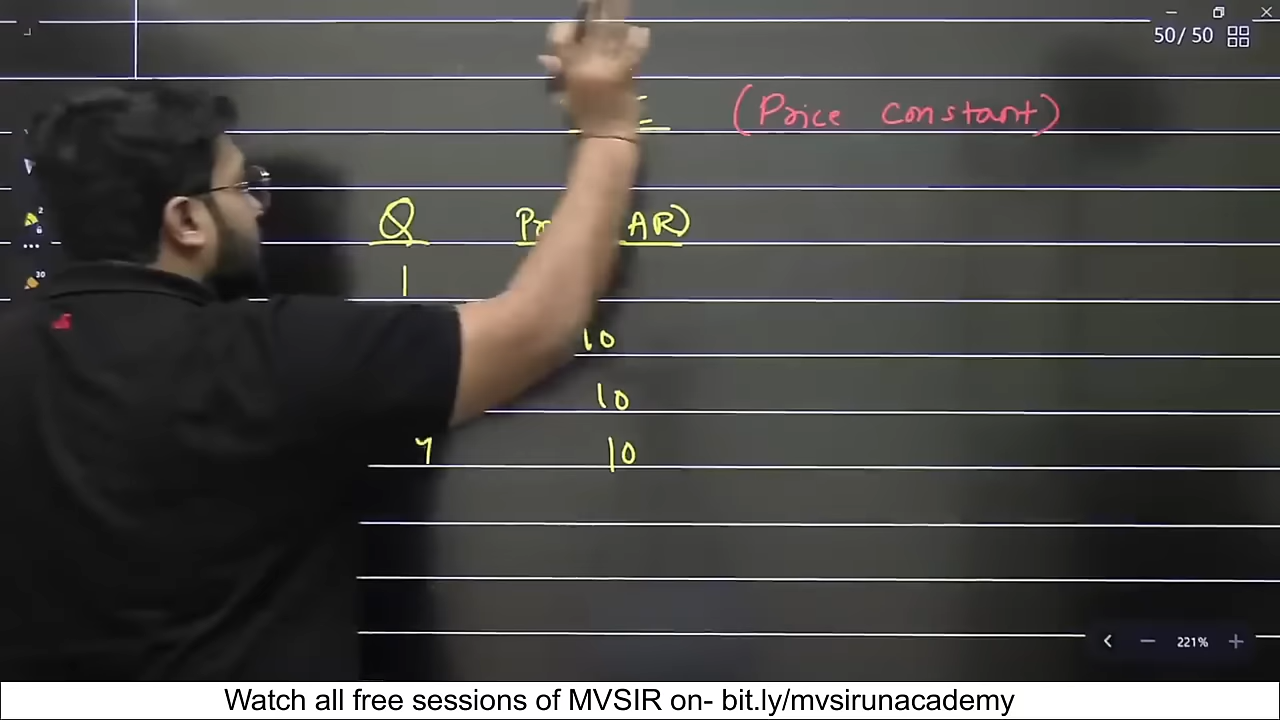 50/ 50
(Price constant)
Q AR)
1
10
10
4 10
221%
Watch all free sessions of MVSIR on- bit.ly/mvsirunacademy